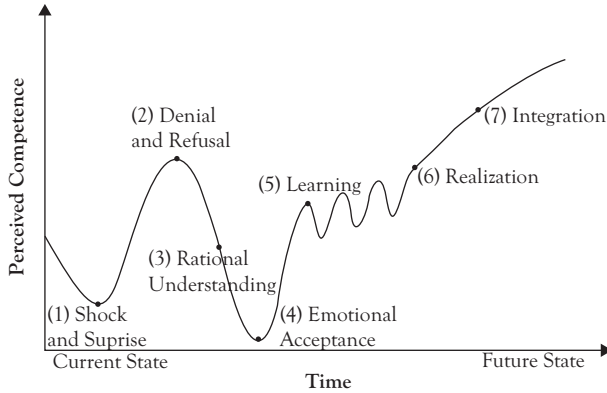 Perceived Competence
(2) Denial
and Refusal
(7) Integration
(5) Learning
(6) Realization
(3) Rational
Understanding
(1) Shock
and Suprise
(4) Emotional
Acceptance
Current State
Future State
Time